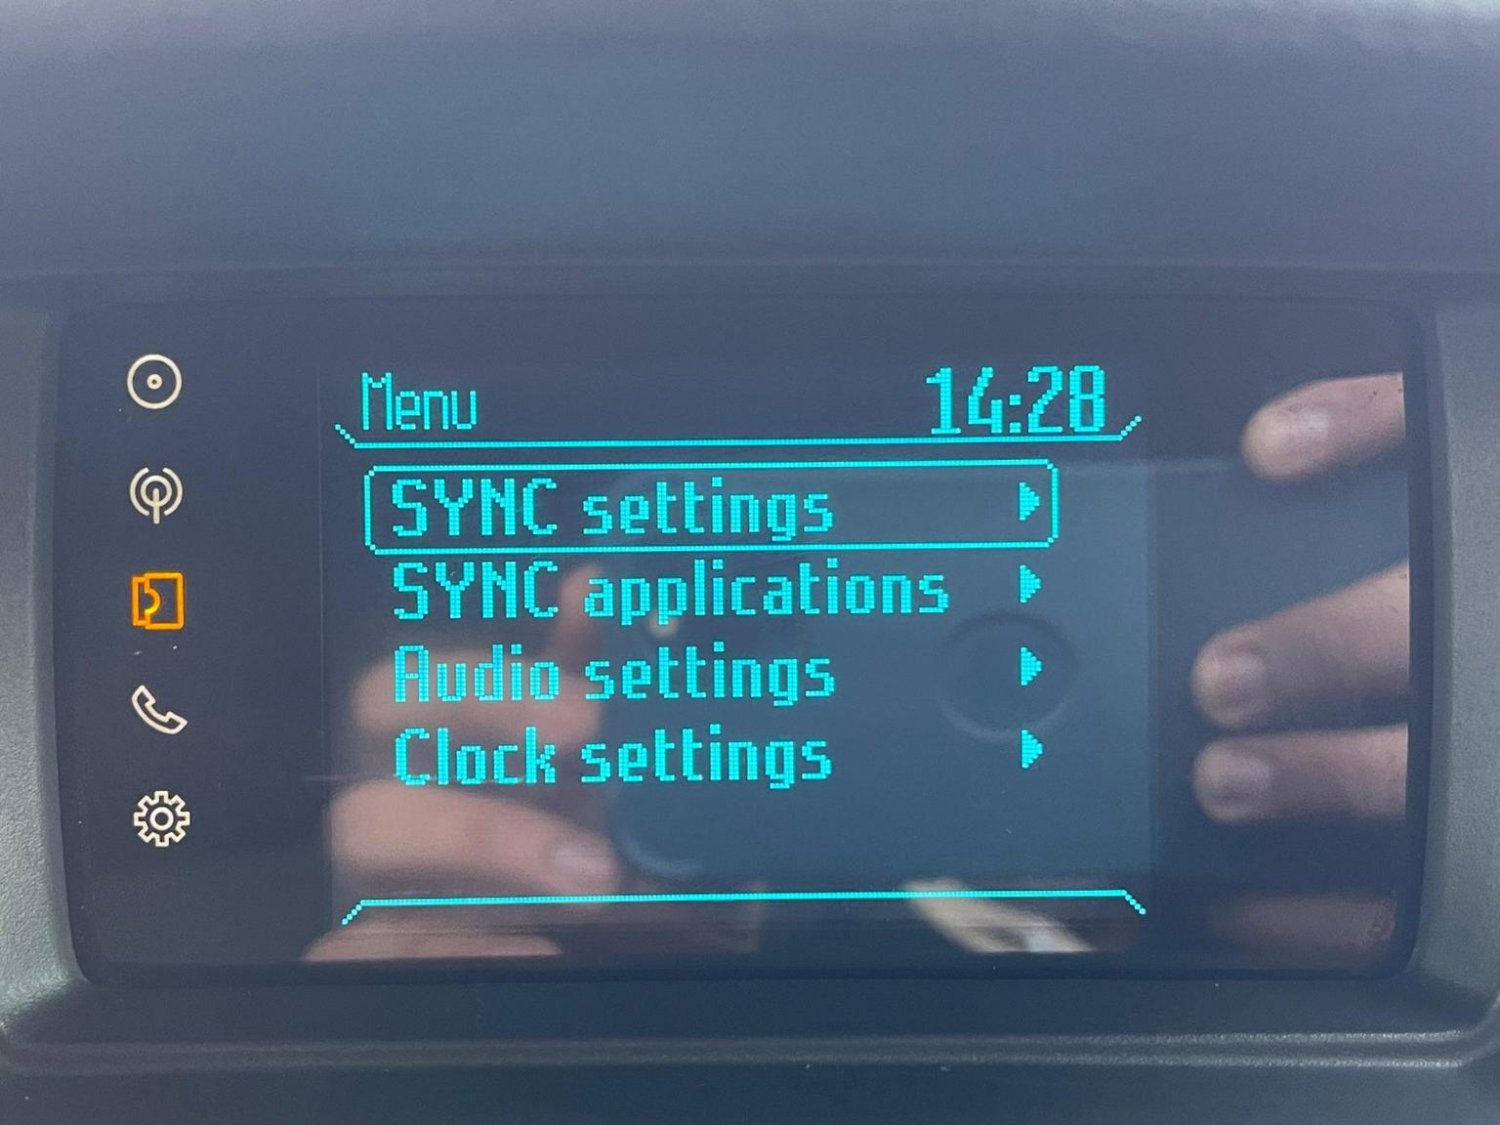 Menu 14:28
SYNC settings
SYNC applications
Audio settings
Clock settings